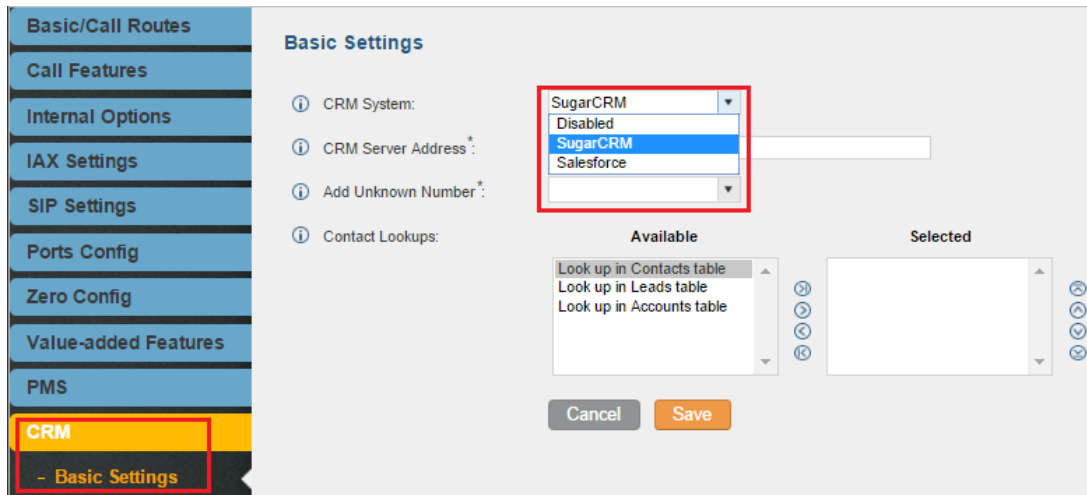 Basic/Call Routes
Call Features
Internal Options
IAX Settings
SIP Settings
Ports Config
Zero Config
Value-added Features
PMS
CRM
- Basic Settings
Basic Settings
CRM System: SugarCRM
Disabled
SugarCRM
Salesforce
CRM Server Address*:
Add Unknown Number*:
Contact Lookups:
Available Selected
Look up in Contacts table
Look up in Leads table
Look up in Accounts table
Cancel Save